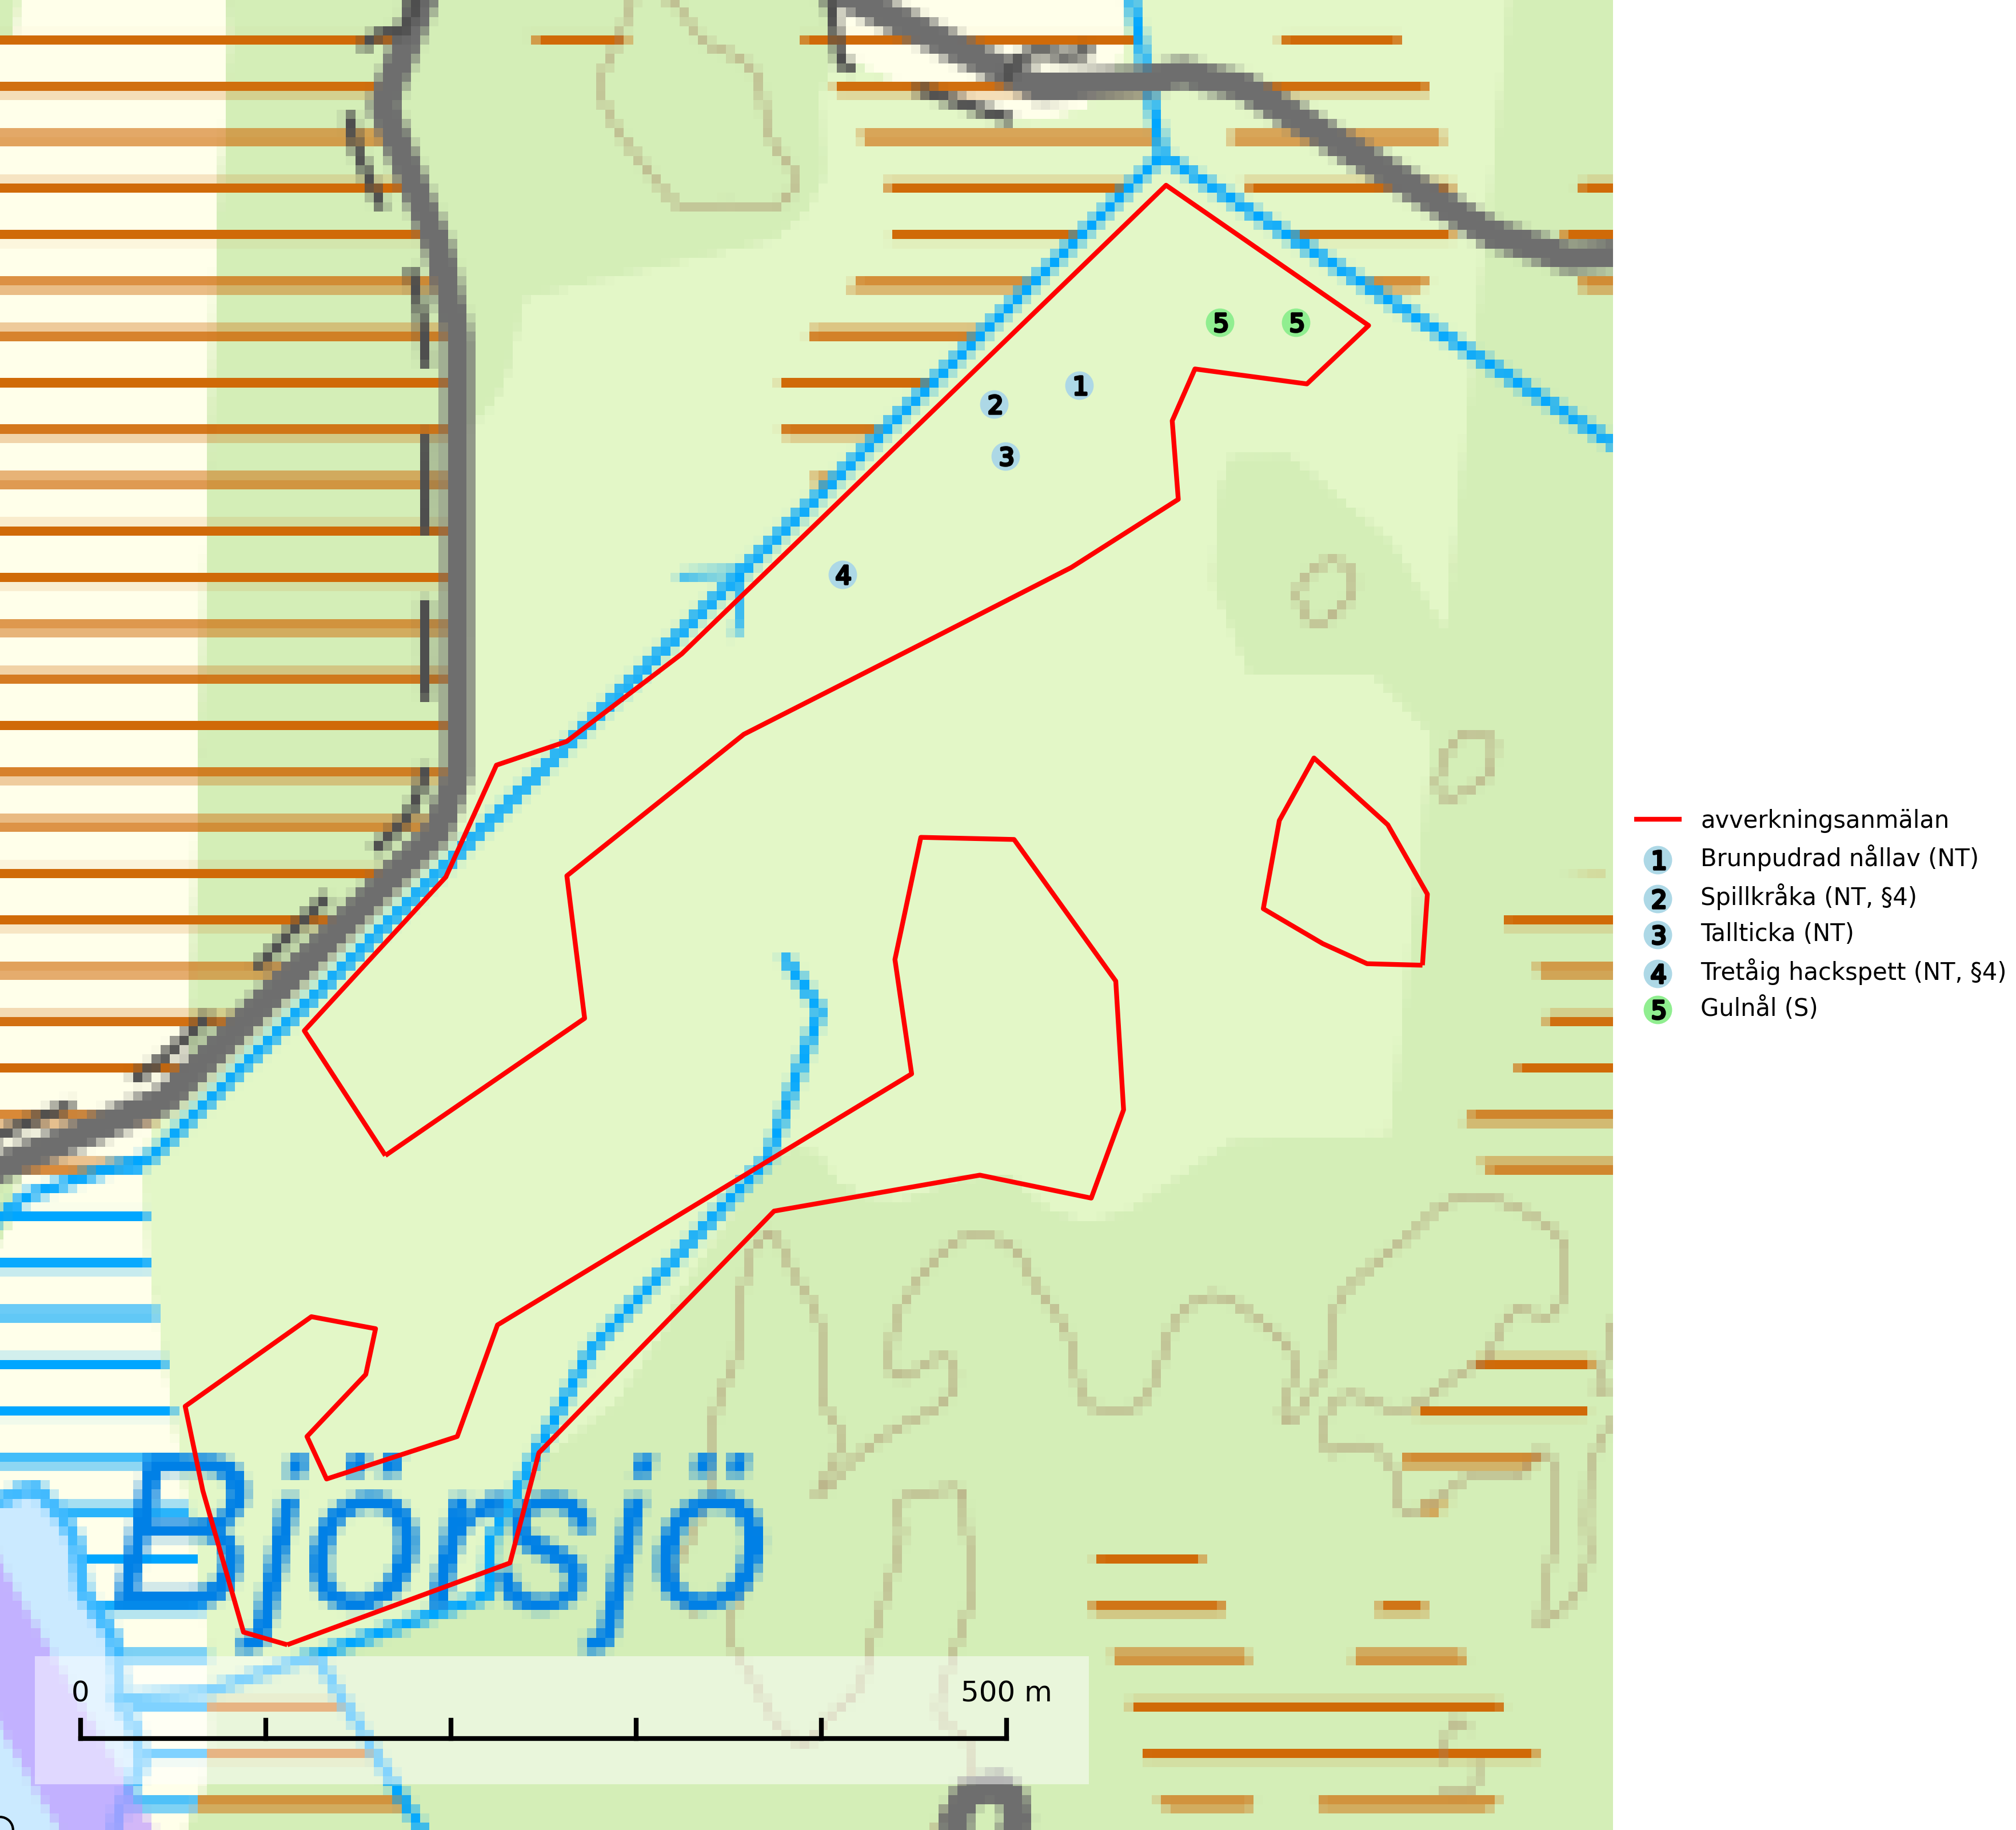 5 5
1
2
3
4
Björsjö
0 500 m
avverkningsanmälan
1 Brunpudrad nållav (NT)
2 Spillkråka (NT, §4)
3 Tallticka (NT)
4 Tretåig hackspett (NT, §4)
5 Gulnål (S)